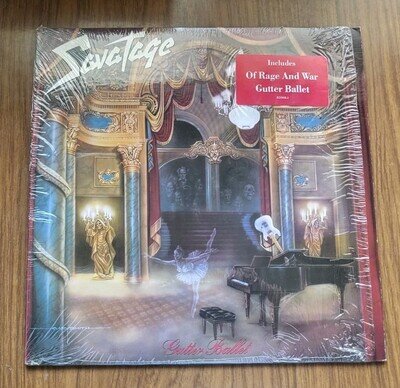 Savatage
Includes
Of Rage And War
Gutter Ballet
Gutter Ballet